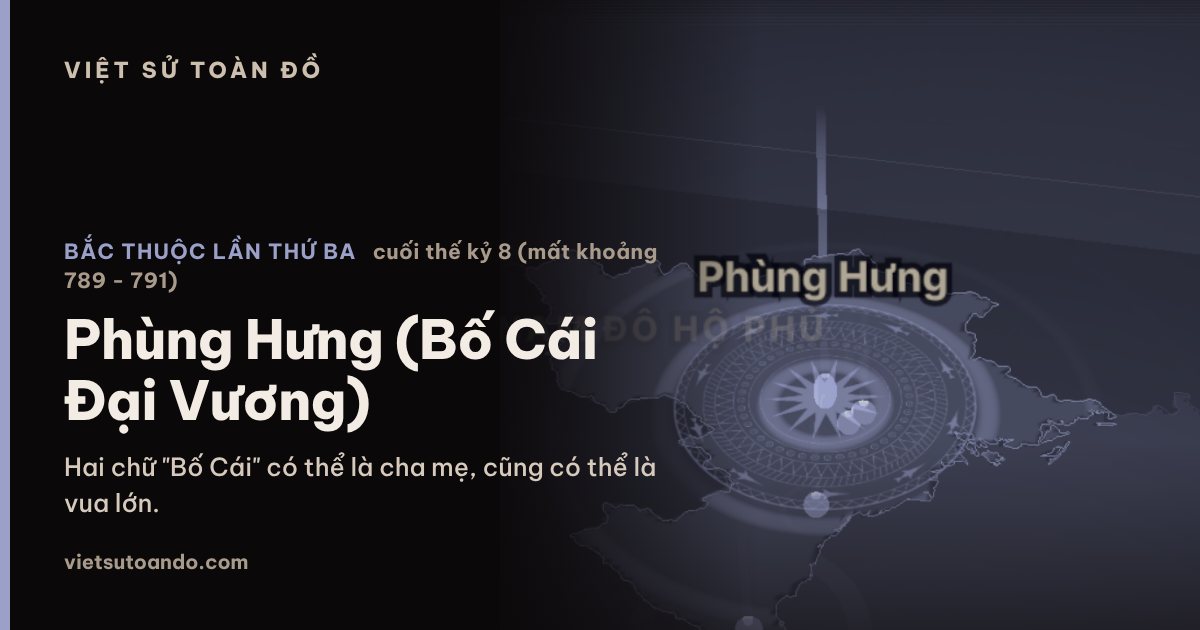 VIỆT SỬ TOÀN ĐỒ
BẮC THUỘC LẦN THỨ BA cuối thế kỷ 8 (mất khoảng
789 - 791)
Phùng Hưng (Bố Cái
Đại Vương)
Hai chữ "Bố Cái" có thể là cha mẹ, cũng có thể là
vua lớn.
vietsutoando.com
Phùng Hưng
ĐÔ HỘ PHỦ